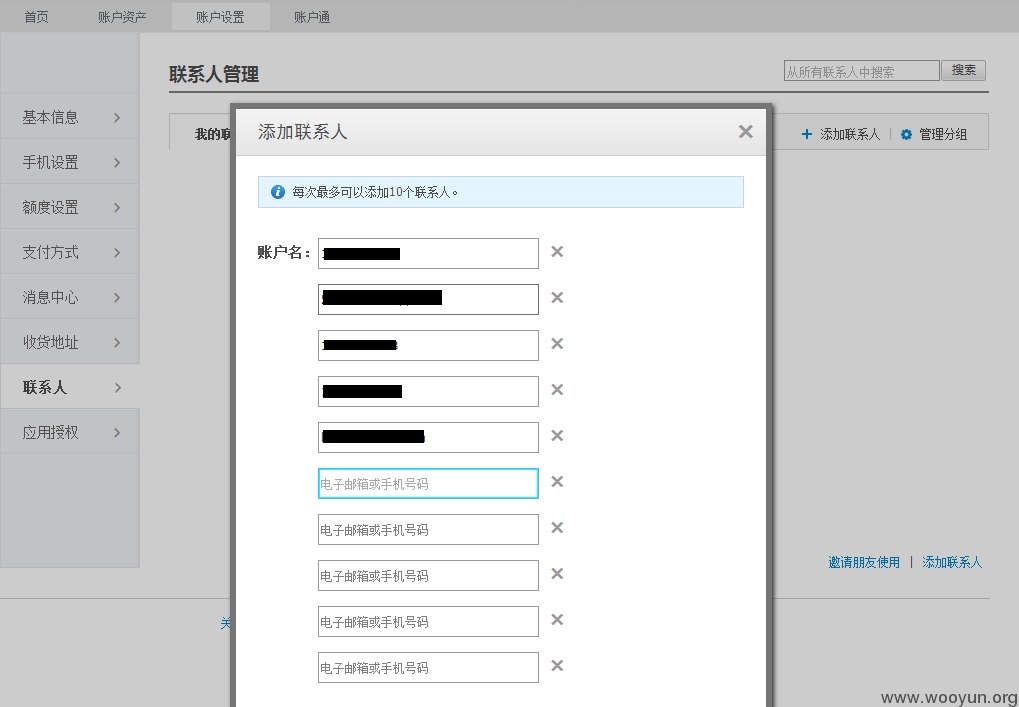 首页 账户资产 账户设置 账户通
联系人管理
从所有联系人中搜索 搜索
基本信息
手机设置
额度设置
支付方式
消息中心
收货地址
联系人
应用授权
我的联
添加联系人 | 管理分组
添加联系人
每次最多可以添加10个联系人。
账户名：
电子邮箱或手机号码
电子邮箱或手机号码
电子邮箱或手机号码
电子邮箱或手机号码
电子邮箱或手机号码
邀请朋友使用 | 添加联系人
关
www.wooyun.org